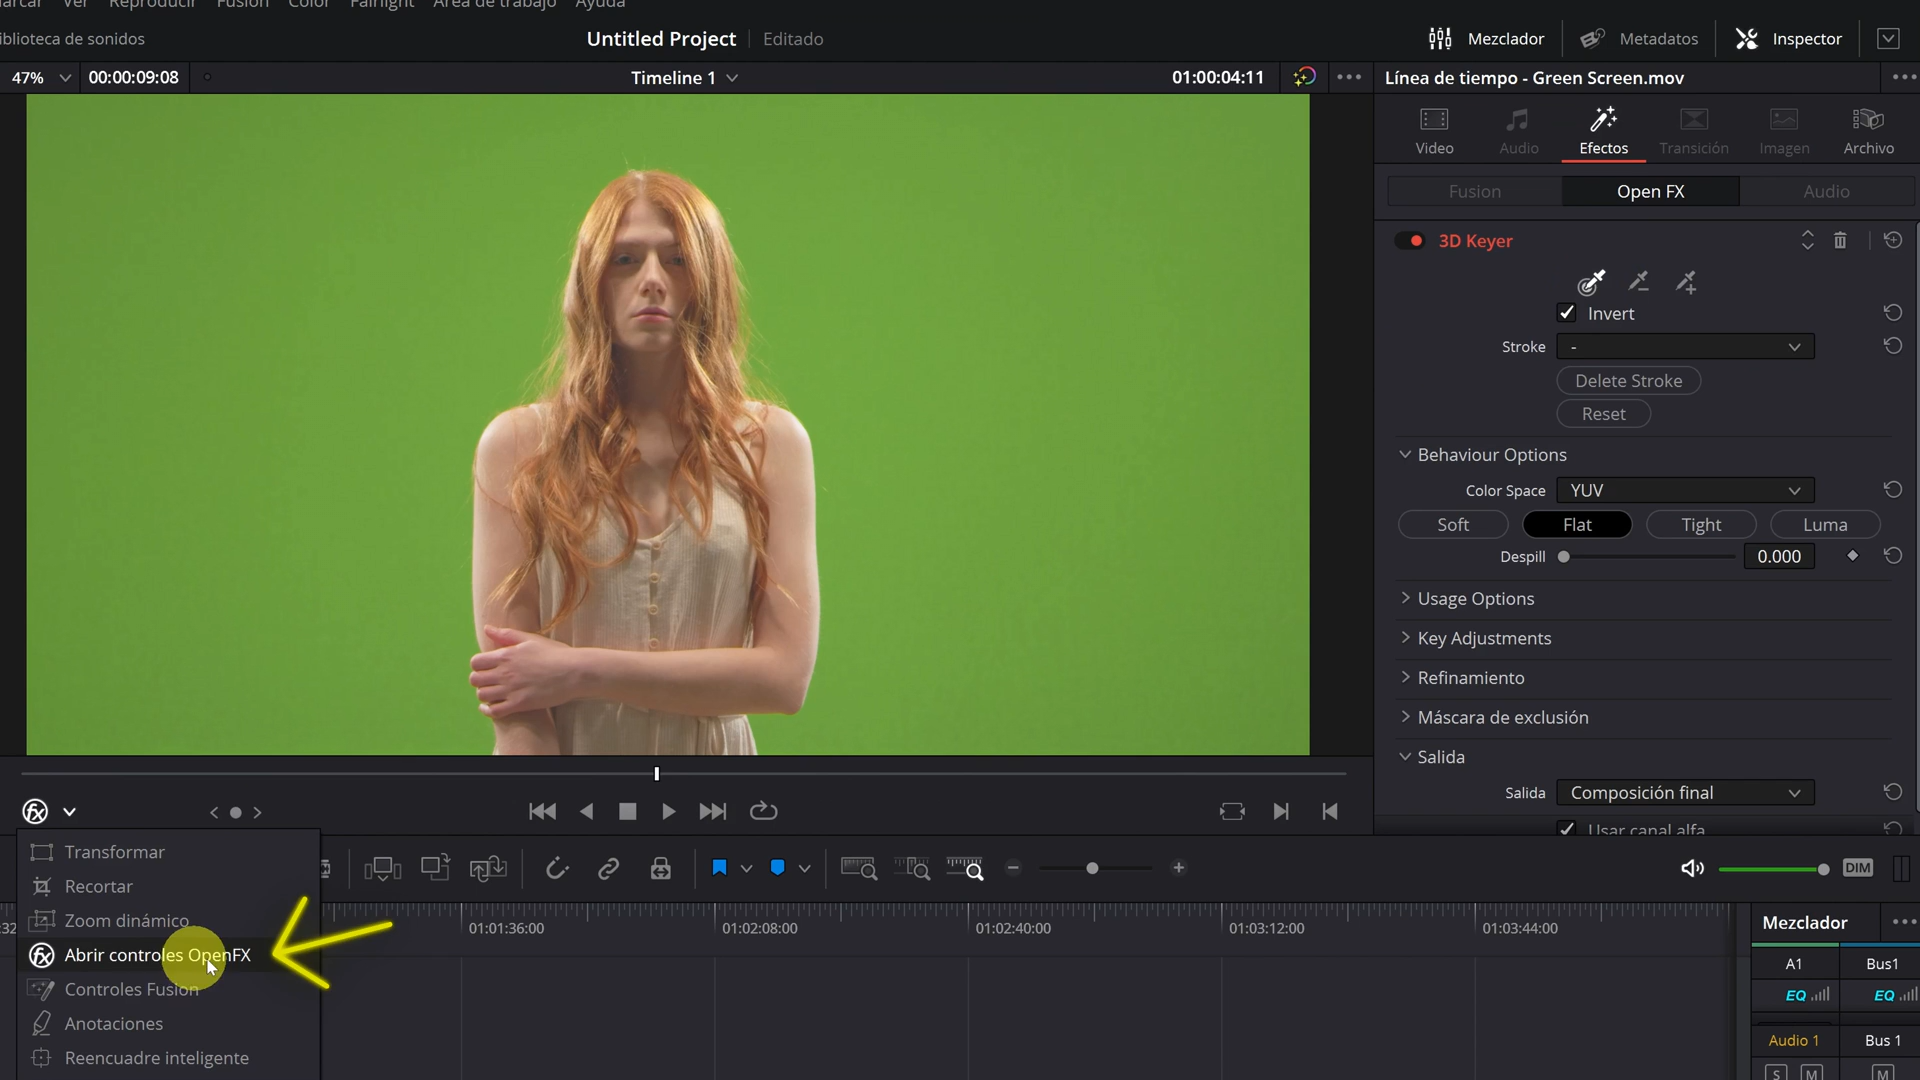 Marcar Ver Reproducir Fusion Color Fairlight Área de trabajo Ayuda
iblioteca de sonidos
Untitled Project
Editado
Mezclador
Metadatos
Inspector
47%
00:00:09:08
Timeline 1
01:00:04:11
Línea de tiempo - Green Screen.mov
Video
Audio
Efectos
Transición
Imagen
Archivo
Fusion
Open FX
Audio
3D Keyer
Invert
Stroke
-
Delete Stroke
Reset
Behaviour Options
Color Space
YUV
Soft
Flat
Tight
Luma
Despill
0.000
Usage Options
Key Adjustments
Refinamiento
Máscara de exclusión
Salida
Salida
Composición final
Usar canal alfa
fx
Transformar
Recortar
Zoom dinámico
fx Abrir controles OpenFX
Controles Fusion
Anotaciones
Reencuadre inteligente
DIM
:32
01:01:36:00
01:02:08:00
01:02:40:00
01:03:12:00
01:03:44:00
Mezclador
A1
Bus1
EQ
EQ
Audio 1
Bus 1
S
M
M